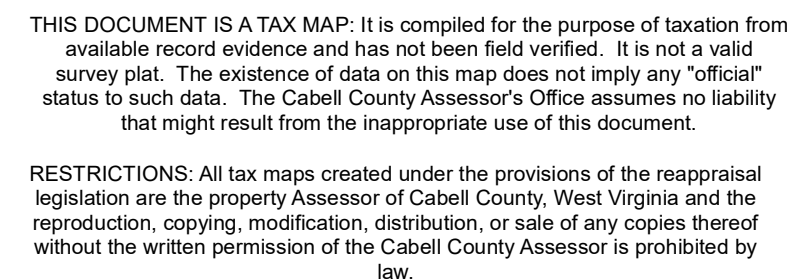 THIS DOCUMENT IS A TAX MAP: It is compiled for the purpose of taxation from
available record evidence and has not been field verified.  It is not a valid
survey plat.  The existence of data on this map does not imply any "official"
status to such data.  The Cabell County Assessor's Office assumes no liability
that might result from the inappropriate use of this document.

RESTRICTIONS: All tax maps created under the provisions of the reappraisal
legislation are the property Assessor of Cabell County, West Virginia and the
reproduction, copying, modification, distribution, or sale of any copies thereof
without the written permission of the Cabell County Assessor is prohibited by
law.